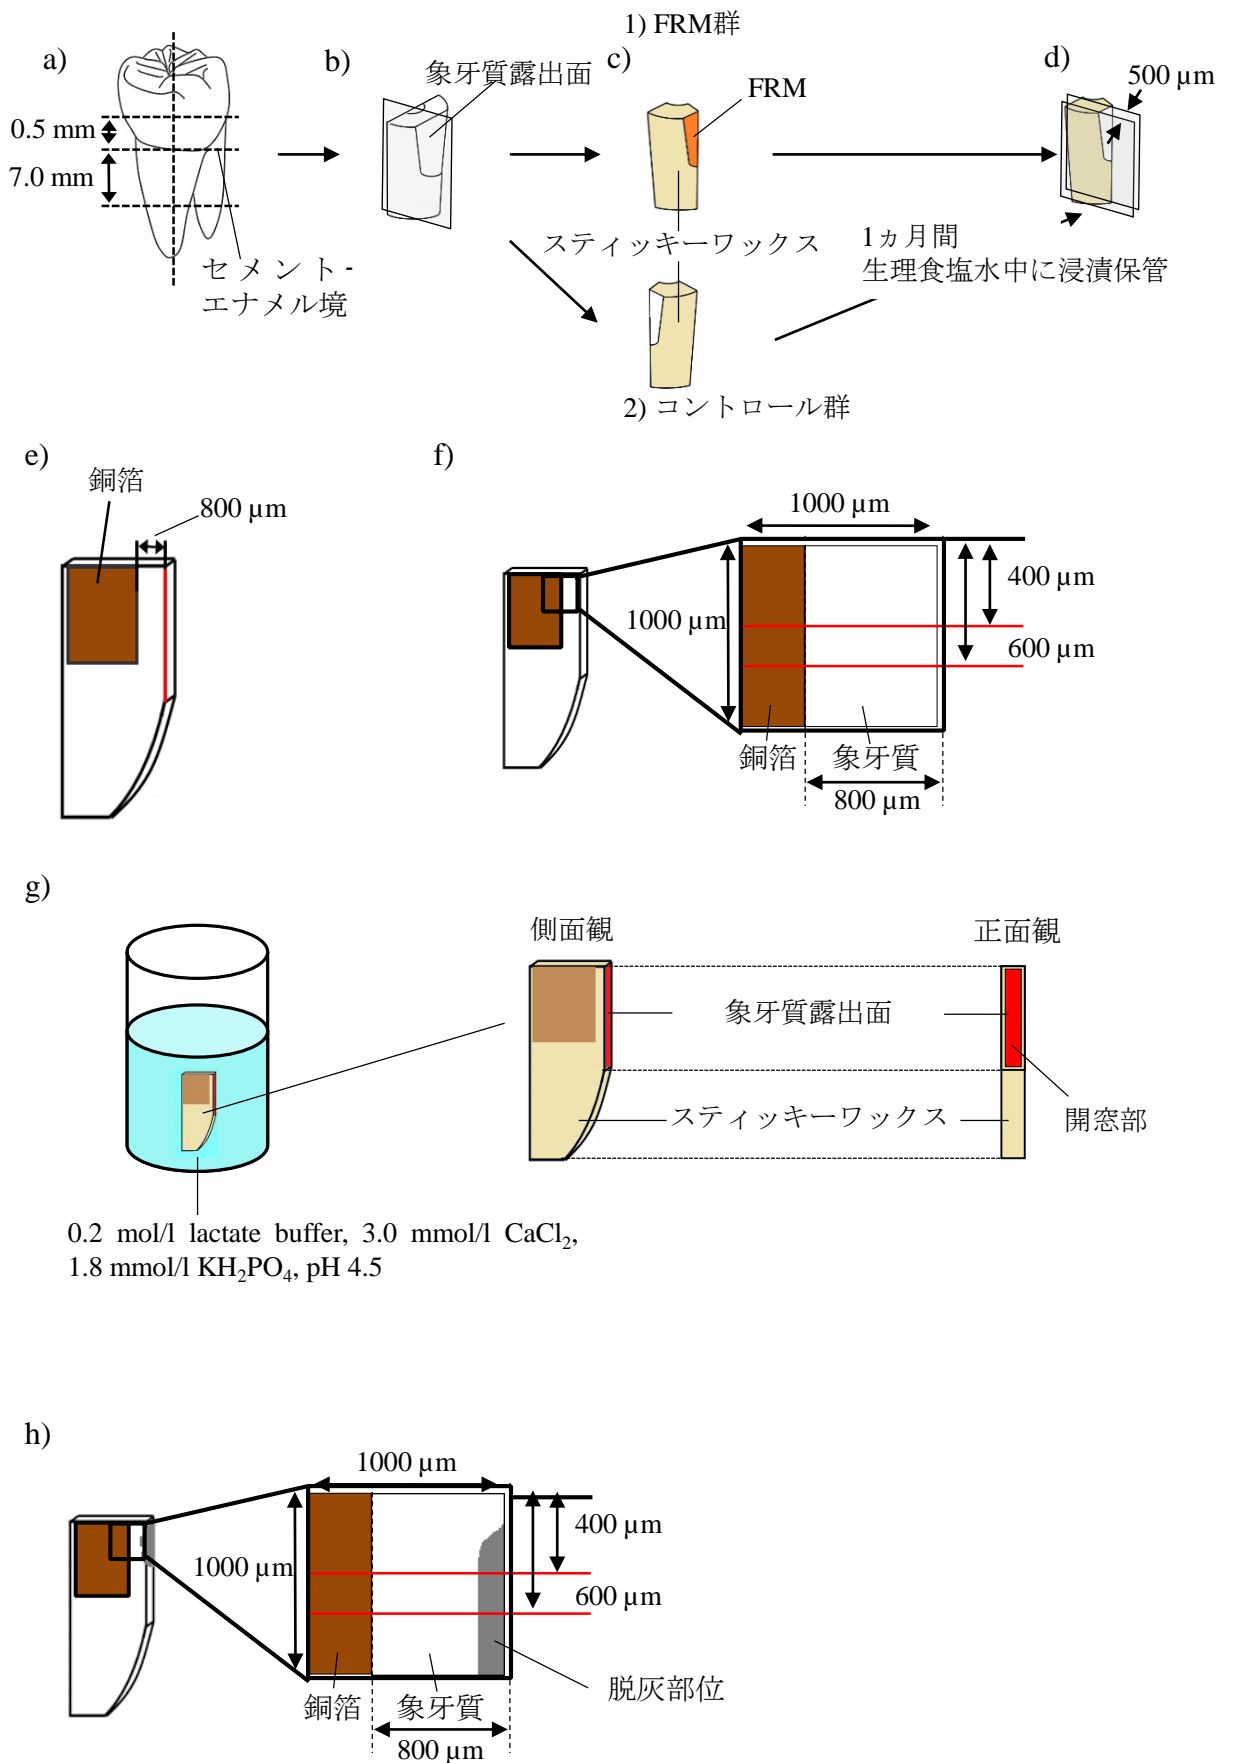 1) FRM群
a)
b)
象牙質露出面
c)
d)
500 µm
FRM
0.5 mm
7.0 mm
スティッキーワックス
1ヵ月間
生理食塩水中に浸漬保管
セメント-
エナメル境
2) コントロール群
e)
f)
銅箔
800 µm
1000 µm
400 µm
1000 µm
600 µm
銅箔
象牙質
800 µm
g)
側面観
正面観
象牙質露出面
スティッキーワックス
開窓部
0.2 mol/l lactate buffer, 3.0 mmol/l CaCl₂,
1.8 mmol/l KH₂PO₄, pH 4.5
h)
1000 µm
400 µm
1000 µm
600 µm
脱灰部位
銅箔
象牙質
800 µm